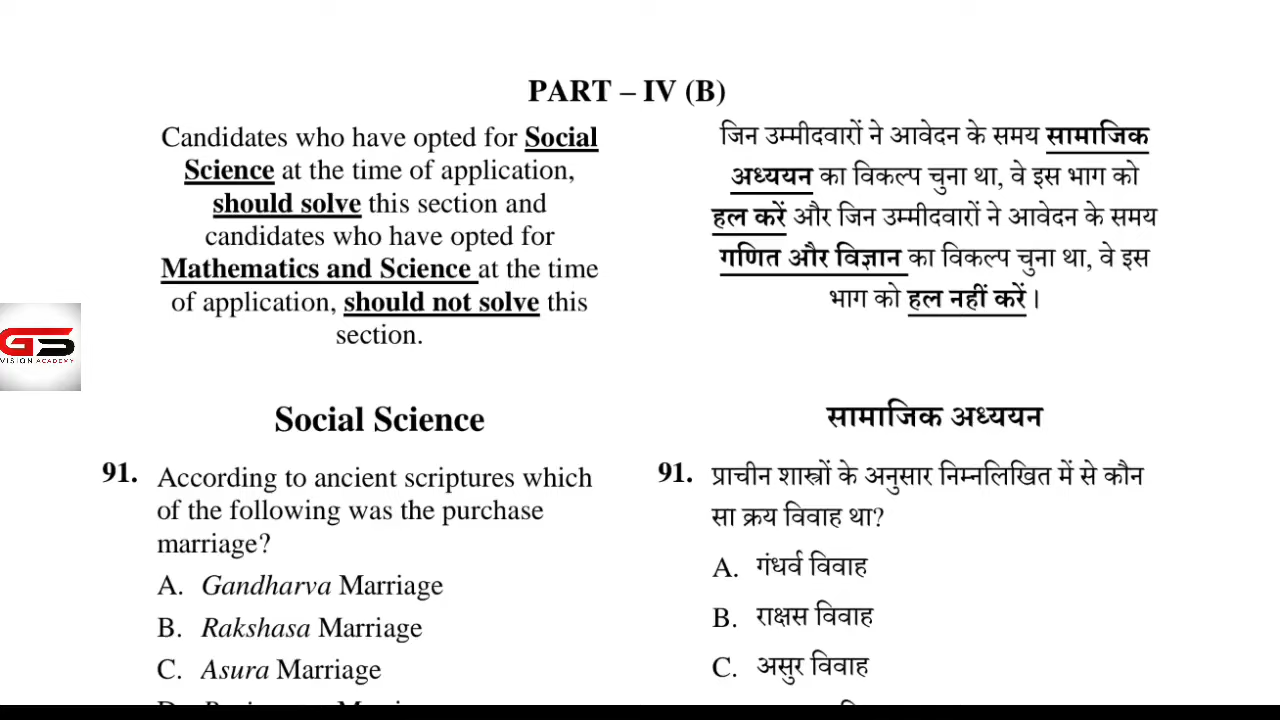 PART – IV (B)
Candidates who have opted for Social
Science at the time of application,
should solve this section and
candidates who have opted for
Mathematics and Science at the time
of application, should not solve this
section.
जिन उम्मीदवारों ने आवेदन के समय सामाजिक
अध्ययन का विकल्प चुना था, वे इस भाग को
हल करें और जिन उम्मीदवारों ने आवेदन के समय
गणित और विज्ञान का विकल्प चुना था, वे इस
भाग को हल नहीं करें ।
GS
VISION ACADEMY
Social Science
91. According to ancient scriptures which
of the following was the purchase
marriage?
A. Gandharva Marriage
B. Rakshasa Marriage
C. Asura Marriage
सामाजिक अध्ययन
91. प्राचीन शास्त्रों के अनुसार निम्नलिखित में से कौन
सा क्रय विवाह था?
A. गंधर्व विवाह
B. राक्षस विवाह
C. असुर विवाह